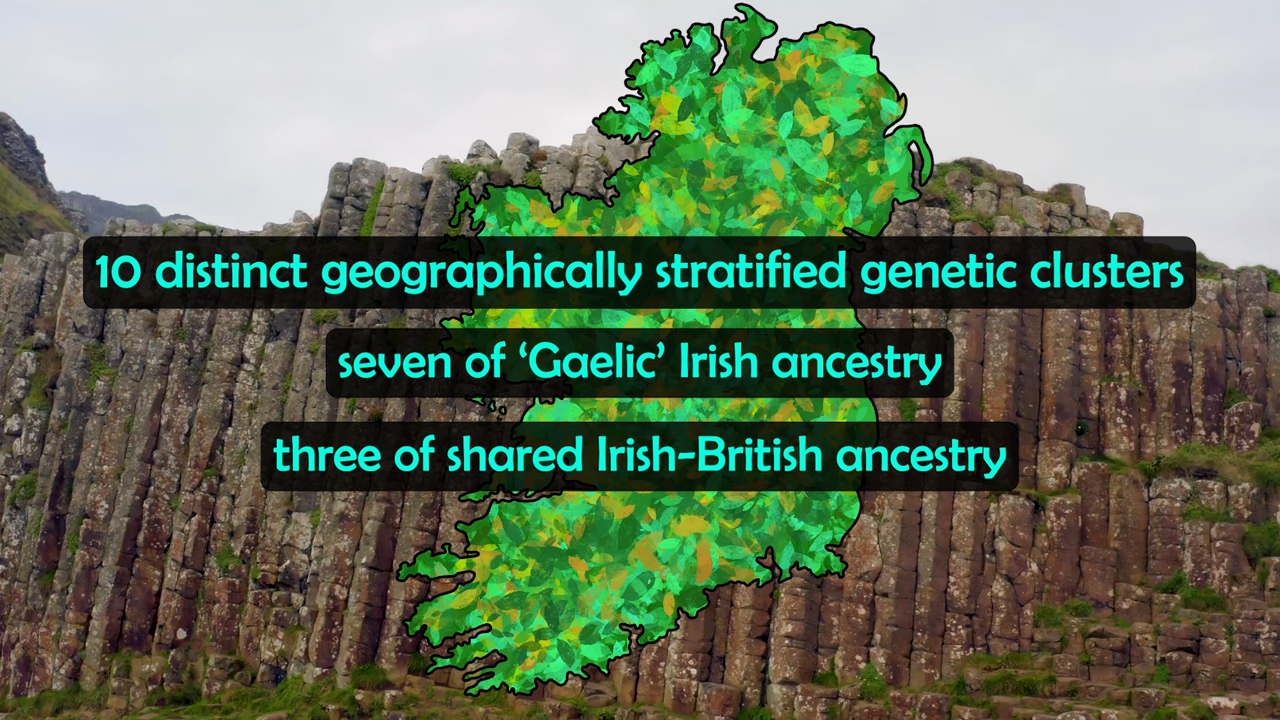 10 distinct geographically stratified genetic clusters
seven of ‘Gaelic’ Irish ancestry
three of shared Irish-British ancestry